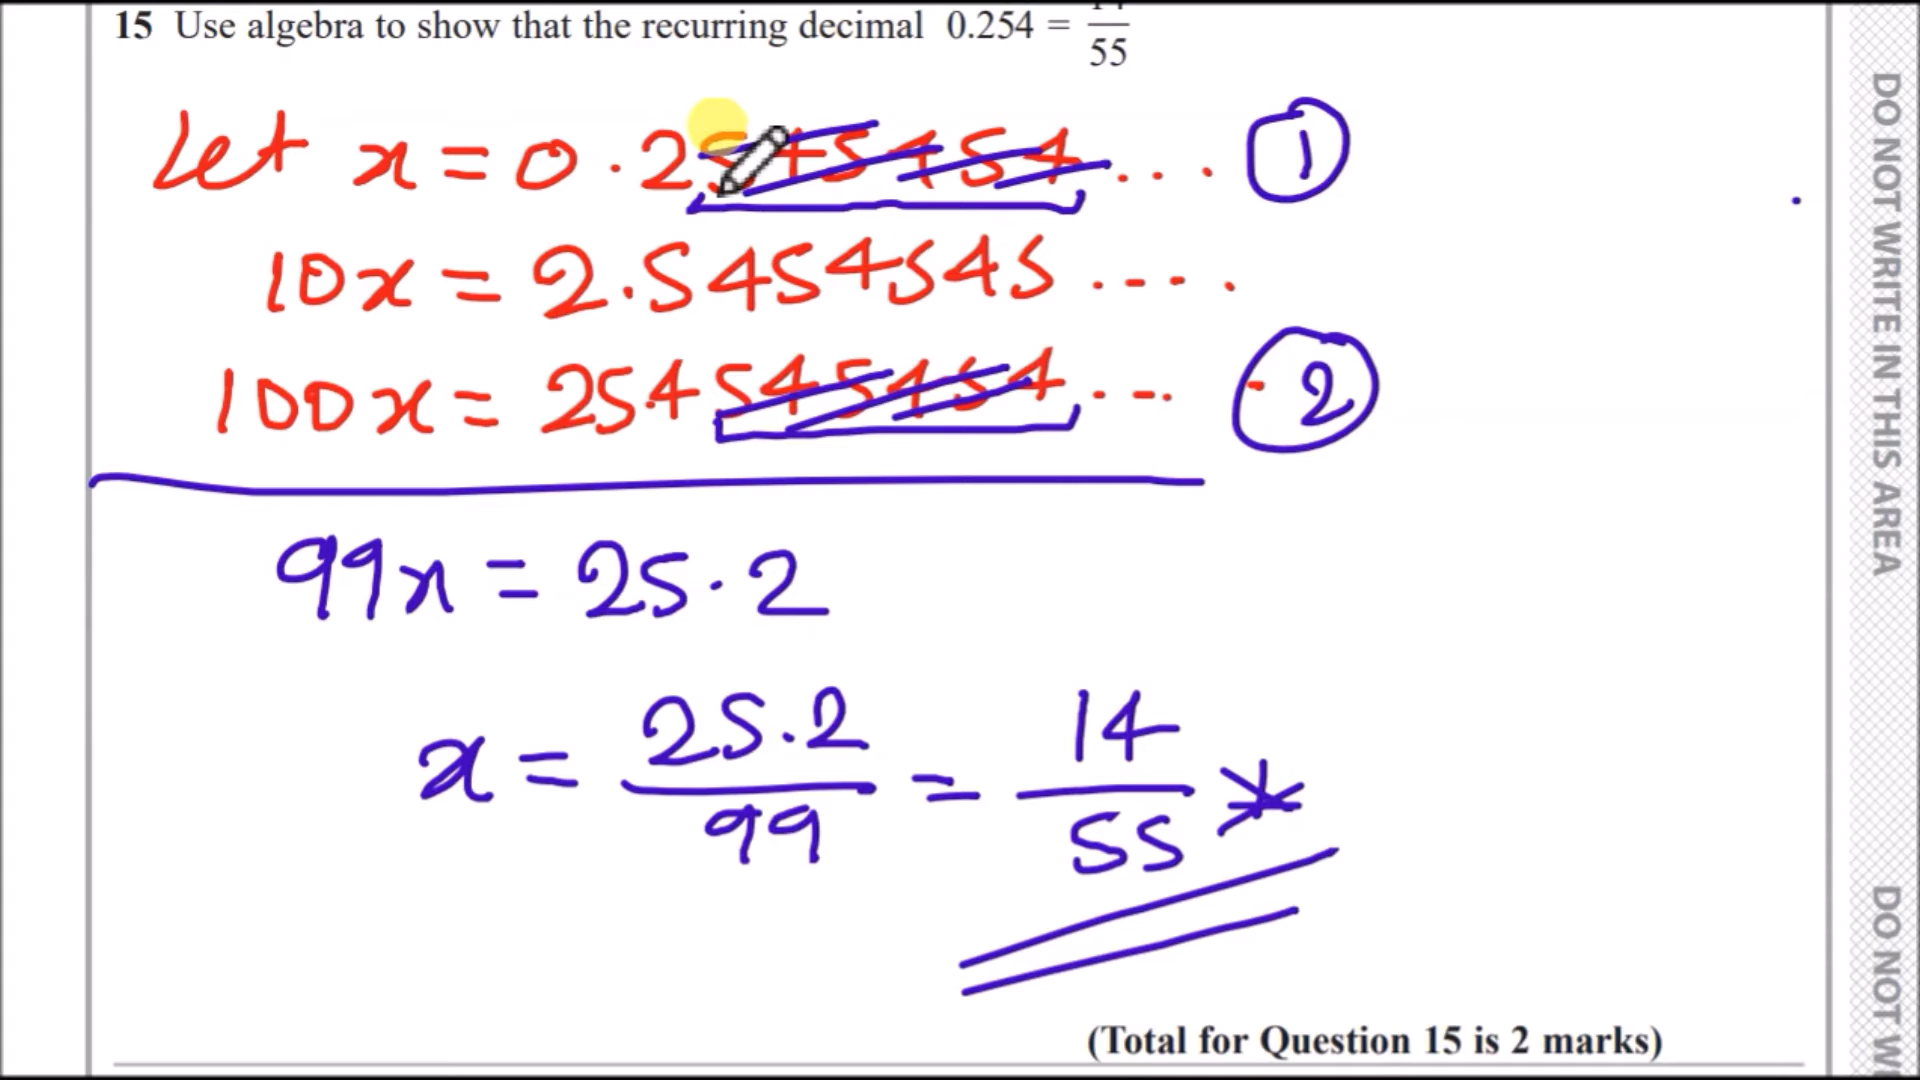 15 Use algebra to show that the recurring decimal 0.254 = 14/55
Let x = 0.2545454... ①
10x = 2.5454545....
100x = 25.4545454... - ②
99x = 25.2
x = 25.2/99 = 14/55 *
(Total for Question 15 is 2 marks)
DO NOT WRITE IN THIS AREA
DO NOT W